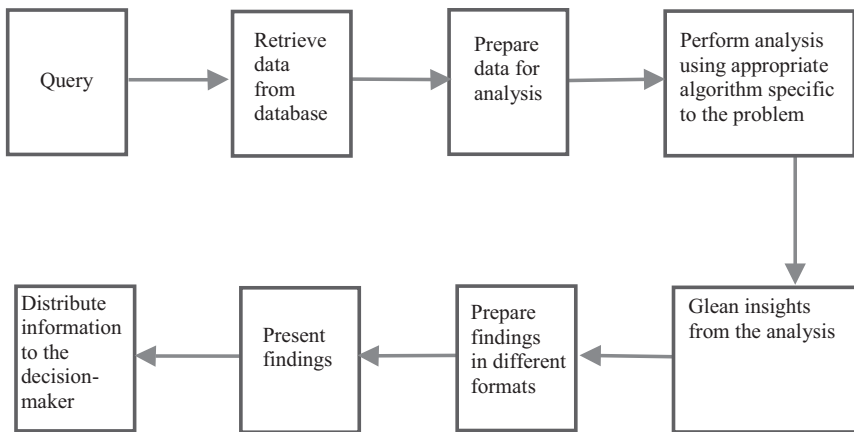 Query
Retrieve
data
from
database
Prepare
data for
analysis
Perform analysis
using appropriate
algorithm specific
to the problem
Glean insights
from the analysis
Prepare
findings
in different
formats
Present
findings
Distribute
information
to the
decision-
maker